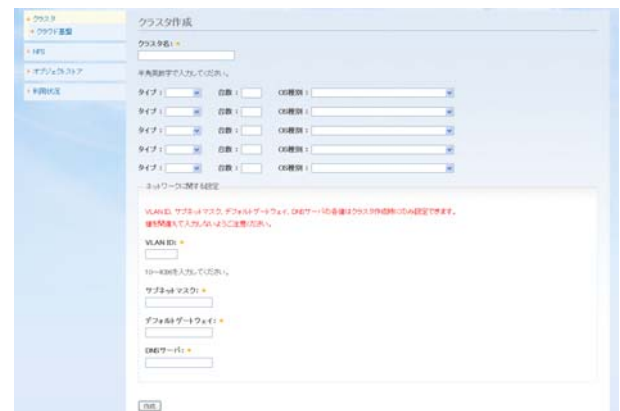 クラスタ
クラウド基盤
NFS
オブジェクトストア
利用状況
クラスタ作成
クラスタ名: *
半角英数字で入力してください。
タイプ: 台数: OS種別:
タイプ: 台数: OS種別:
タイプ: 台数: OS種別:
タイプ: 台数: OS種別:
タイプ: 台数: OS種別:
ネットワークに関する設定
VLAN ID, サブネットマスク, デフォルトゲートウェイ, DNSサーバの各値はクラスタ作成時にのみ設定できます。
値を間違えて入力しないようご注意ください。
VLAN ID: *
を入力してください。
サブネットマスク: *
デフォルトゲートウェイ: *
DNSサーバ: *
作成